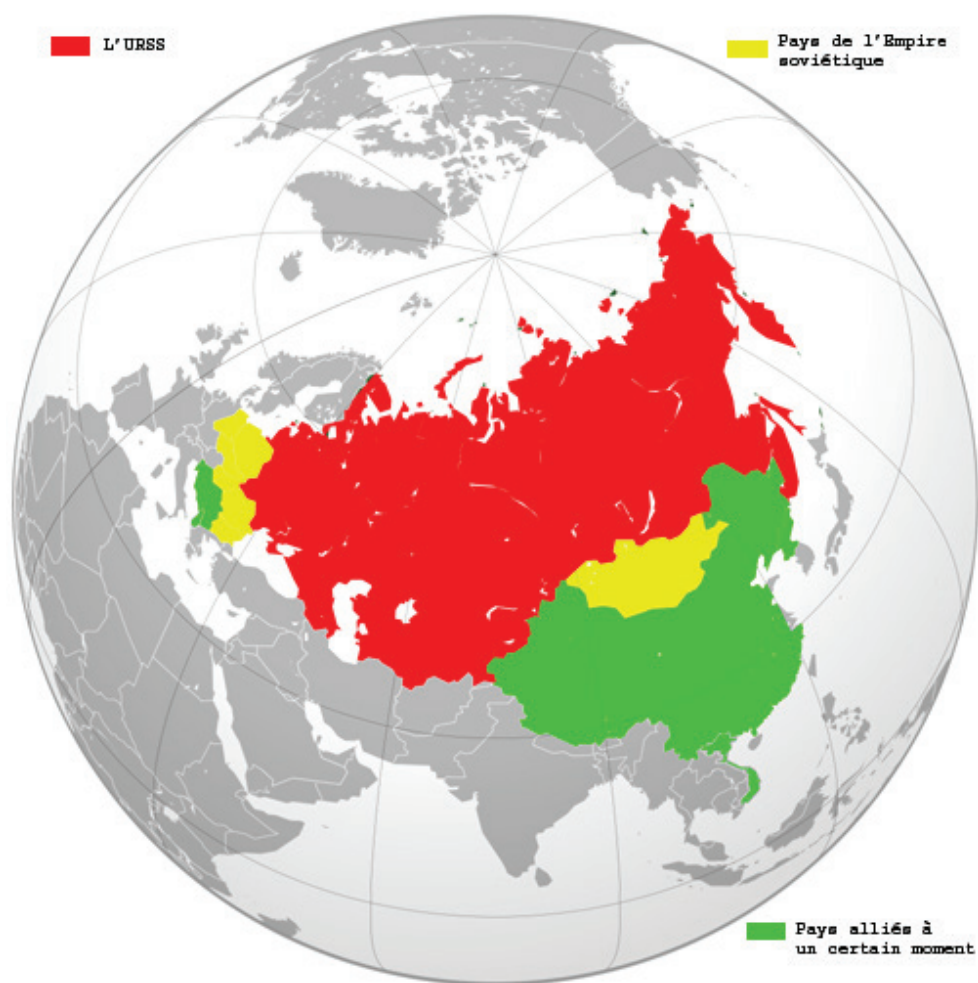 L'URSS
Pays de l'Empire
soviétique
Pays alliés à
un certain moment